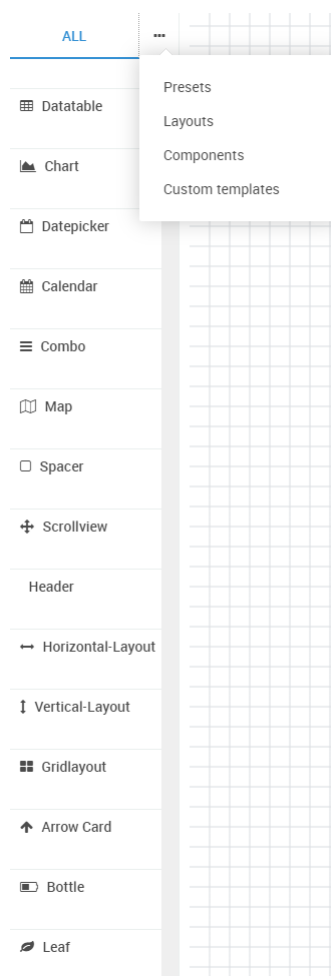 ALL
Presets
Layouts
Components
Custom templates
Datatable
Chart
Datepicker
Calendar
Combo
Map
Spacer
Scrollview
Header
Horizontal-Layout
Vertical-Layout
Gridlayout
Arrow Card
Bottle
Leaf